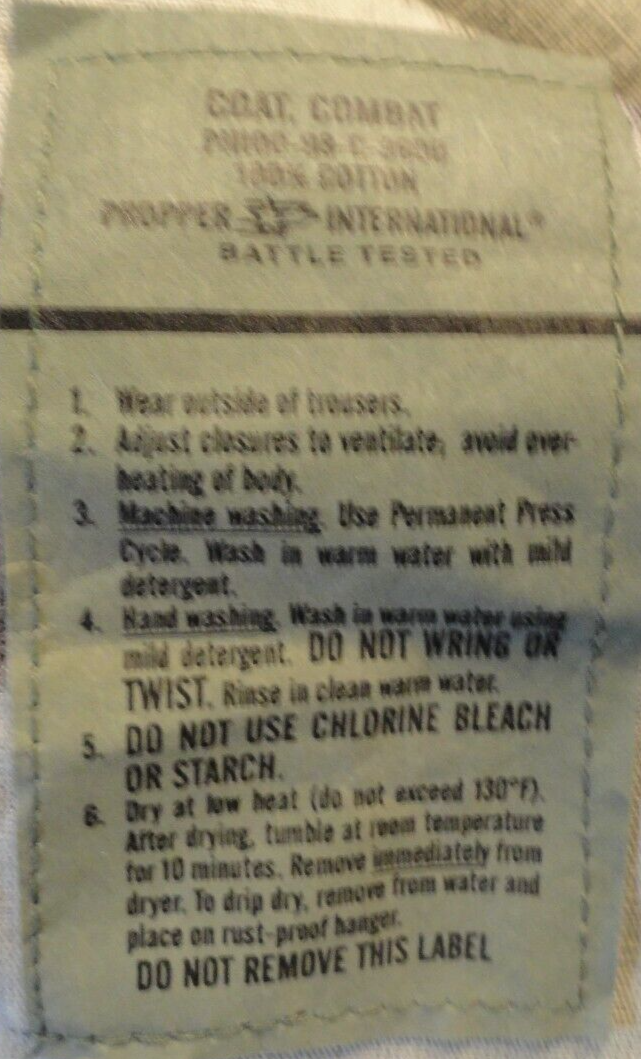 COAT, COMBAT
100% COTTON
PROPPER INTERNATIONAL®
BATTLE TESTED
1. Wear outside of trousers.
2. Adjust closures to ventilate; avoid over-
heating of body.
3. Machine washing. Use Permanent Press
Cycle. Wash in warm water with mild
detergent.
4. Hand washing. Wash in warm water using
mild detergent. DO NOT WRING OR
TWIST. Rinse in clean warm water.
5. DO NOT USE CHLORINE BLEACH
OR STARCH.
6. Dry at low heat (do not exceed 130°F).
After drying, tumble at room temperature
for 10 minutes. Remove immediately from
dryer. To drip dry, remove from water and
place on rust-proof hanger.
DO NOT REMOVE THIS LABEL